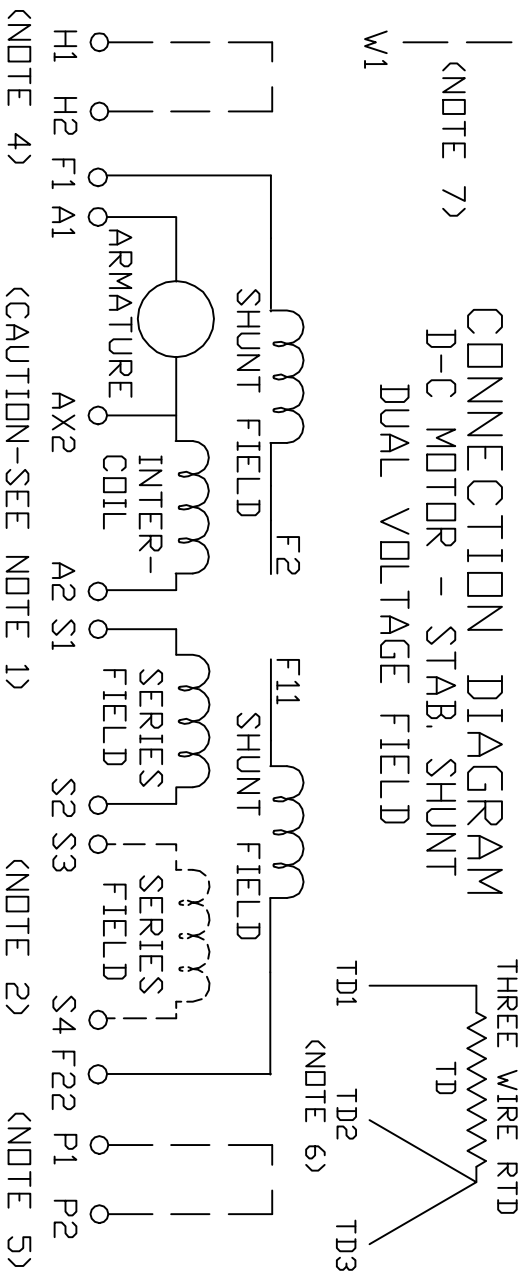 CONNECTION DIAGRAM
D-C MOTOR - STAB. SHUNT
DUAL VOLTAGE FIELD
W1
(NOTE 7)
THREE WIRE RTD
TD
TD1
TD2
TD3
(NOTE 6)
F2
F11
SHUNT FIELD
SHUNT FIELD
ARMATURE
INTER-
COIL
SERIES
FIELD
SERIES
FIELD
H1
H2
F1
A1
AX2
A2
S1
S2
S3
S4
F22
P1
P2
(NOTE 4)
(CAUTION-SEE NOTE 1)
(NOTE 2)
(NOTE 5)